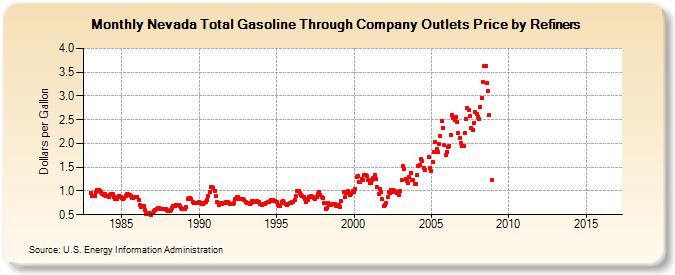 Monthly Nevada Total Gasoline Through Company Outlets Price by Refiners
Dollars per Gallon
4.0
3.5
3.0
2.5
2.0
1.5
1.0
0.5
1985 1990 1995 2000 2005 2010 2015
Source: U.S. Energy Information Administration